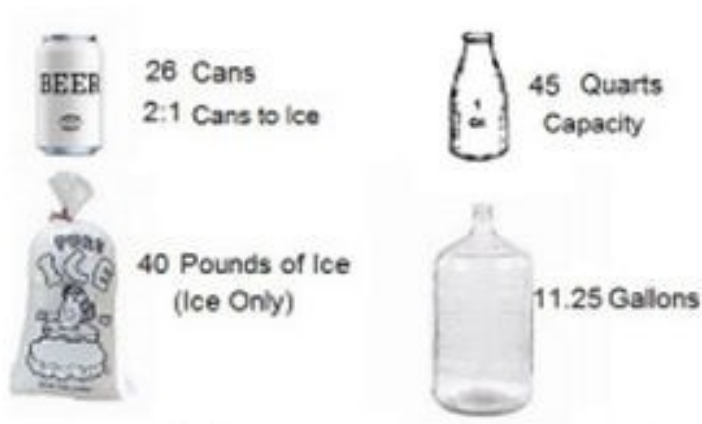 BEER
26 Cans
2:1 Cans to Ice
1
Qt
45 Quarts
Capacity
PURE
ICE
40 Pounds of Ice
(Ice Only)
11.25 Gallons